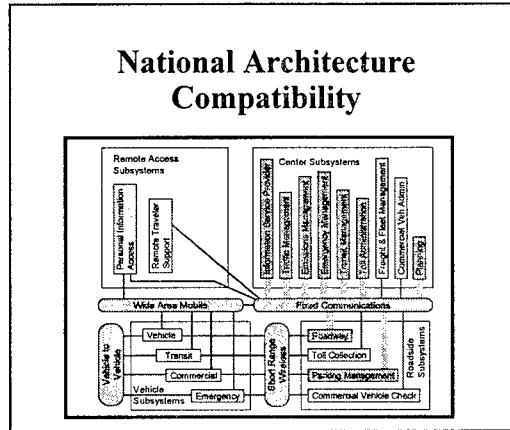 National Architecture
Compatibility
Remote Access
Subsystems
Center Subsystems
Personal Information
Access
Remote Traveler
Support
Information Service Provider
Traffic Management
Emissions Management
Emergency Management
Transit Management
Toll Administration
Freight & Fleet Management
Commercial Veh Admin
Planning
Wide Area Mobile
Fixed Communications
Vehicle to
Vehicle
Vehicle
Transit
Commercial
Emergency
Vehicle
Subsystems
Short Range
Wireless
Roadway
Toll Collection
Parking Management
Commercial Vehicle Check
Roadside
Subsystems